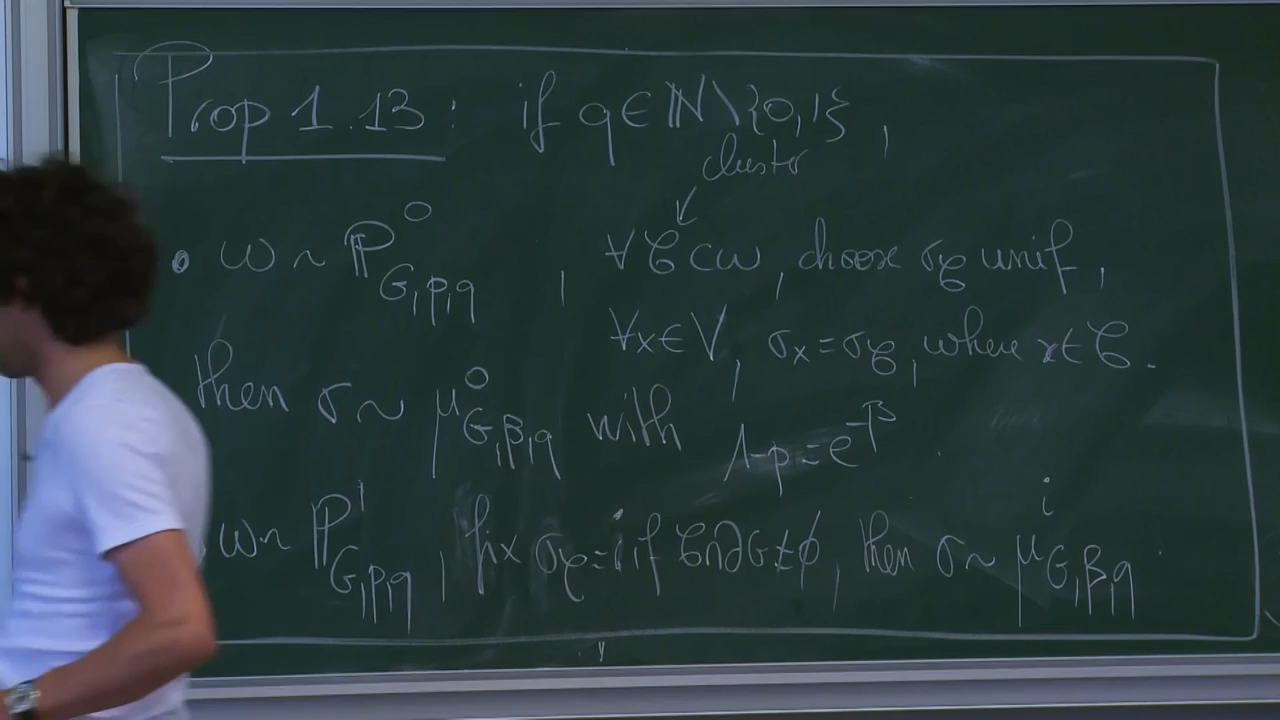 Prop 1.13 : if q ∈ ℕ\{0,1},
cluster
• ω ~ ℙ⁰_{G,p,q} , ∀𝒞 ⊂ ω, choose σ_𝒞 unif,
∀x ∈ V, σ_x = σ_𝒞, where x ∈ 𝒞.
then σ ~ μ⁰_{G,β,q} with 1-p = e^{-β}
. ω ~ ℙ¹_{G,p,q}, fix σ_𝒞 = i if 𝒞∩∂G ≠ ∅, then σ ~ μ^i_{G,β,q}.